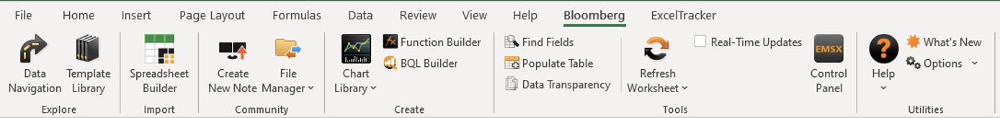 File Home Insert Page Layout Formulas Data Review View Help Bloomberg ExcelTracker
Data Navigation
Template Library
Explore
Spreadsheet Builder
Import
Create New Note
File Manager
Community
Chart Library
Function Builder
BQL Builder
Create
Find Fields
Populate Table
Data Transparency
Refresh Worksheet
Real-Time Updates
EMSX
Control Panel
Tools
Help
What's New
Options
Utilities